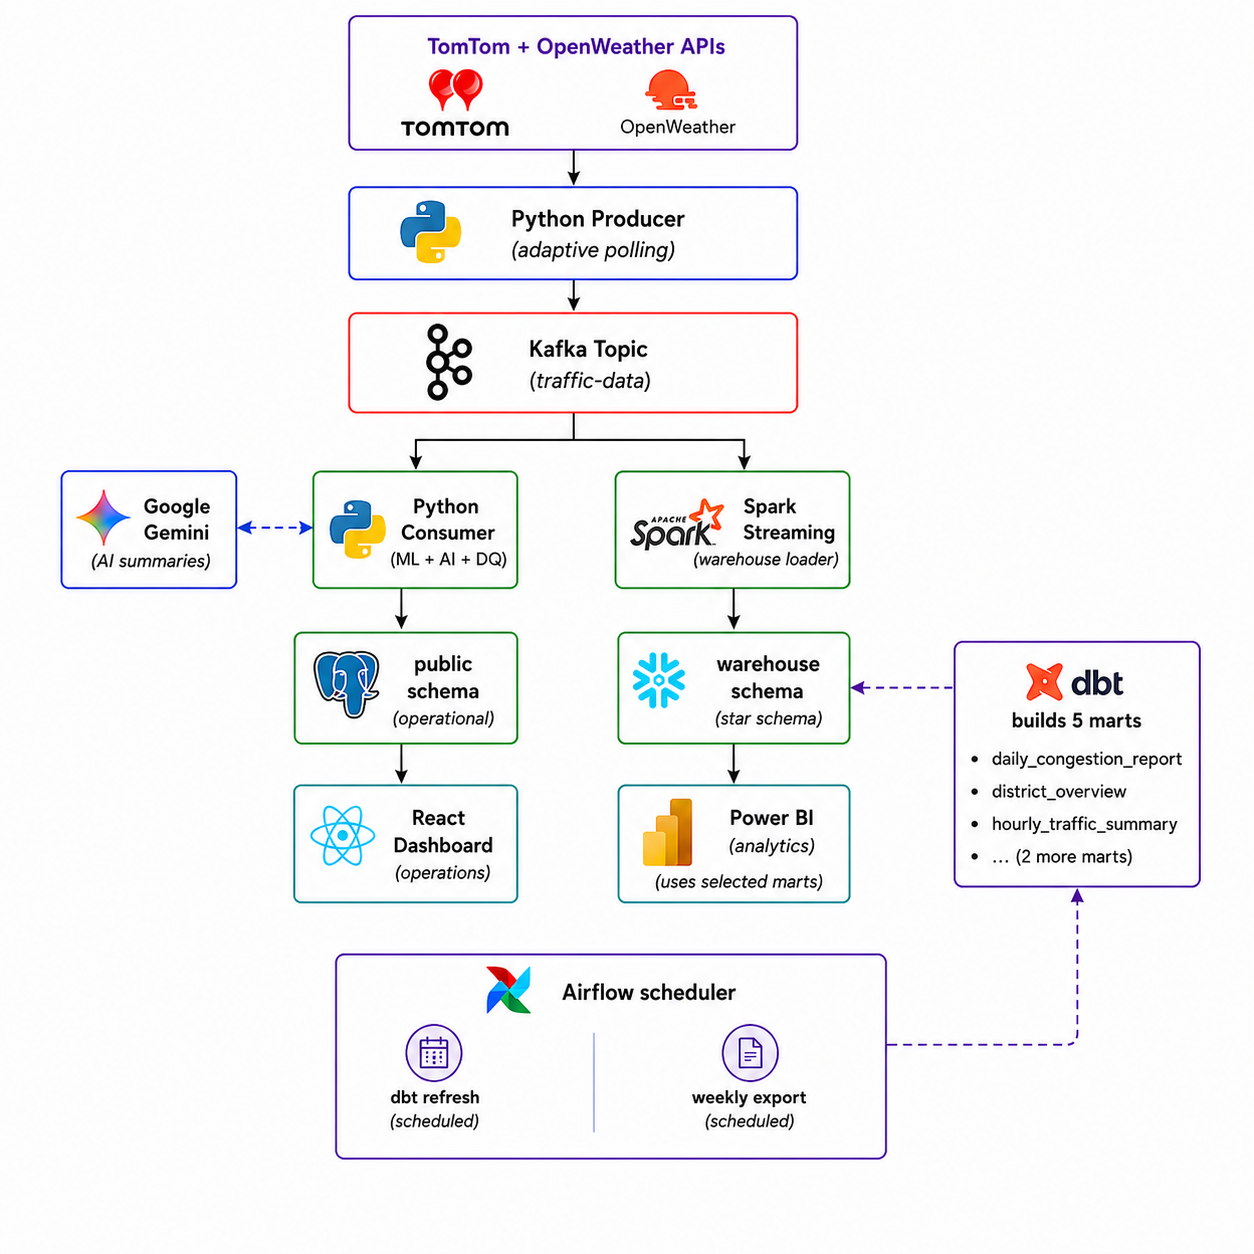 TomTom + OpenWeather APIs
TOMTOM
OpenWeather
Python Producer
(adaptive polling)
Kafka Topic
(traffic-data)
Google
Gemini
(AI summaries)
Python
Consumer
(ML + AI + DQ)
APACHE
Spark
Spark
Streaming
(warehouse loader)
public
schema
(operational)
warehouse
schema
(star schema)
dbt
builds 5 marts
• daily_congestion_report
• district_overview
• hourly_traffic_summary
• ... (2 more marts)
React
Dashboard
(operations)
Power BI
(analytics)
(uses selected marts)
Airflow scheduler
dbt refresh
(scheduled)
weekly export
(scheduled)